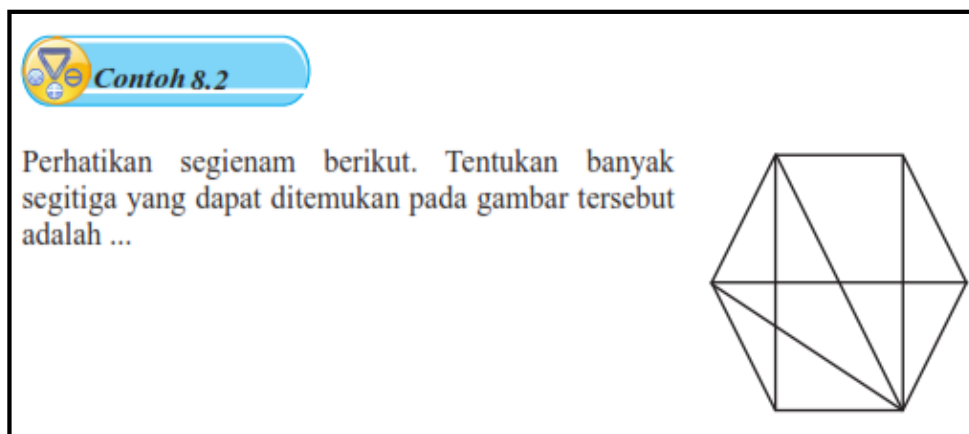 Contoh 8.2
Perhatikan segienam berikut. Tentukan banyak
segitiga yang dapat ditemukan pada gambar tersebut
adalah ...